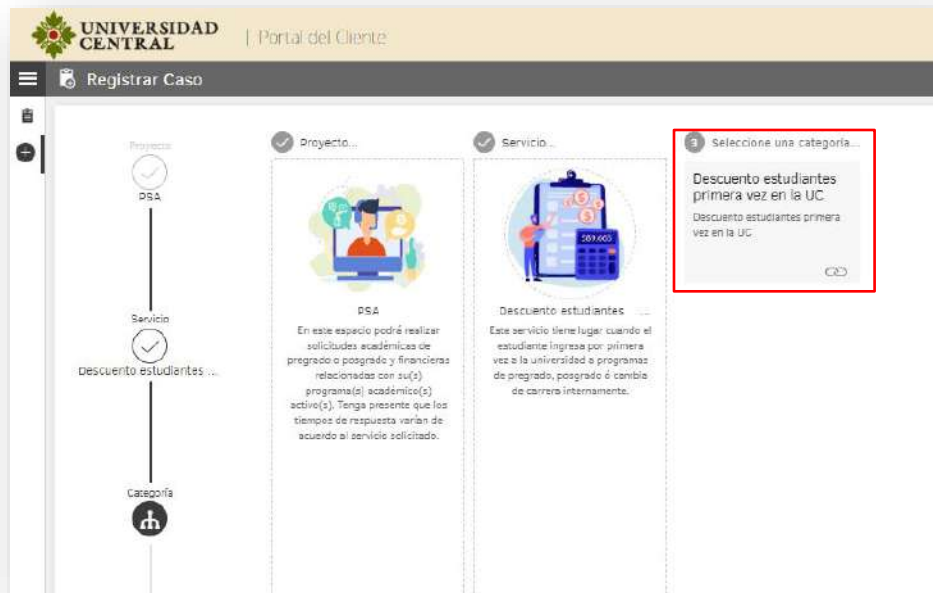 UNIVERSIDAD
CENTRAL
| Portal del Cliente
Registrar Caso
Proyecto
PSA
Servicio
Descuento estudiantes ...
Categoría
Proyecto...
PSA
En este espacio podrá realizar
solicitudes académicas de
pregrado o posgrado y financieras
relacionadas con su(s)
programa(s) académico(s)
activo(s). Tenga presente que los
tiempos de respuesta varían de
acuerdo al servicio solicitado.
Servicio...
589.003
Descuento estudiantes ...
Este servicio tiene lugar cuando el
estudiante ingresa por primera
vez a la universidad a programas
de pregrado, posgrado ó cambia
de carrera internamente.
3 Seleccione una categoría...
Descuento estudiantes
primera vez en la UC
Descuento estudiantes primera
vez en la UC